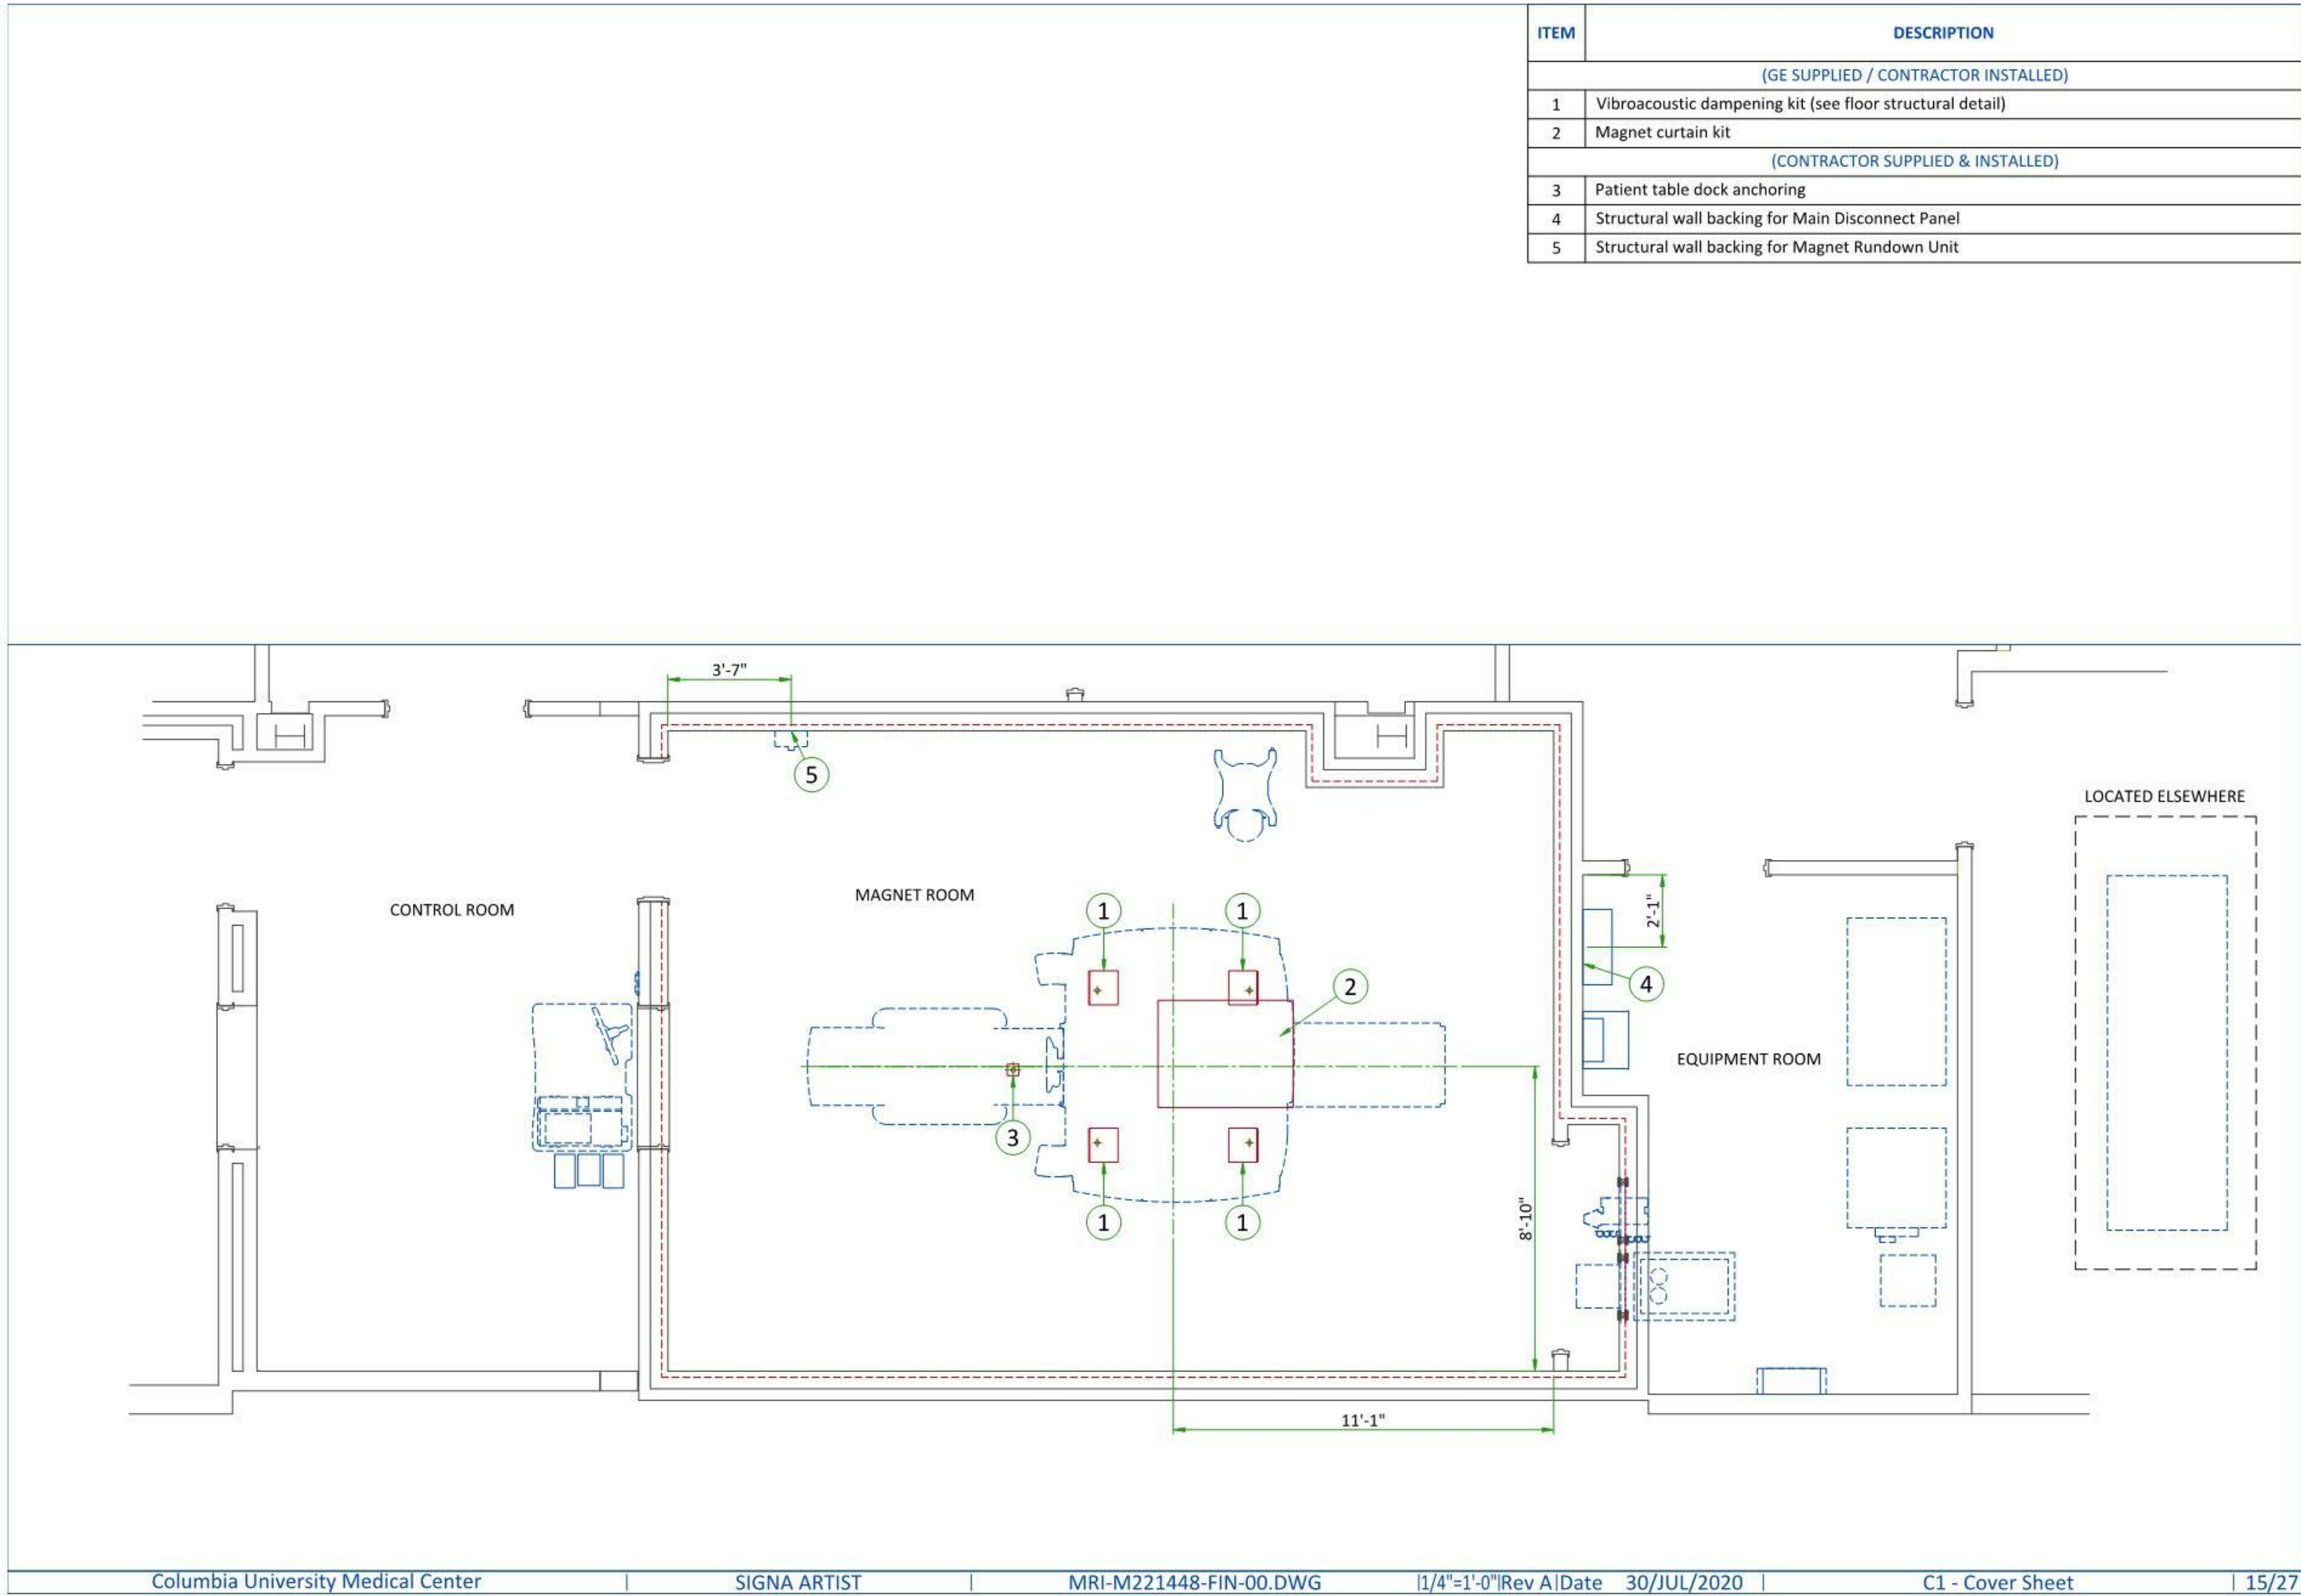 ITEM DESCRIPTION
(GE SUPPLIED / CONTRACTOR INSTALLED)
1 Vibroacoustic dampening kit (see floor structural detail)
2 Magnet curtain kit
(CONTRACTOR SUPPLIED & INSTALLED)
3 Patient table dock anchoring
4 Structural wall backing for Main Disconnect Panel
5 Structural wall backing for Magnet Rundown Unit
3'-7"
5
LOCATED ELSEWHERE
CONTROL ROOM
MAGNET ROOM
1
1
2'-1"
2
4
EQUIPMENT ROOM
3
1
1
8'-10"
11'-1"
Columbia University Medical Center | SIGNA ARTIST | MRI-M221448-FIN-00.DWG |1/4"=1'-0"|Rev A|Date 30/JUL/2020 | C1 - Cover Sheet | 15/27